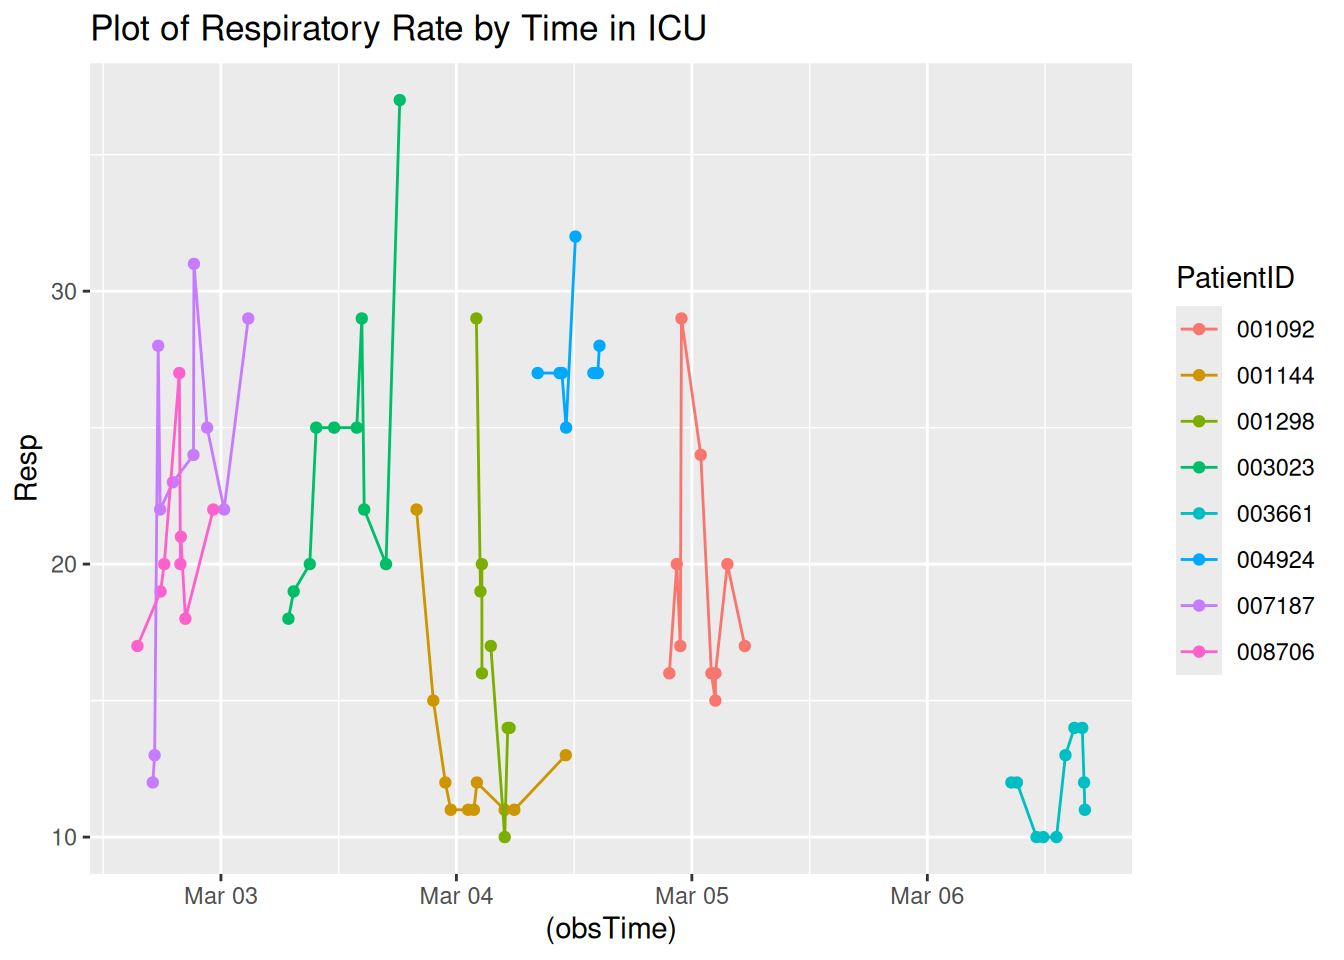 Plot of Respiratory Rate by Time in ICU
Resp
30
20
10
Mar 03
Mar 04
Mar 05
Mar 06
(obsTime)
PatientID
001092
001144
001298
003023
003661
004924
007187
008706